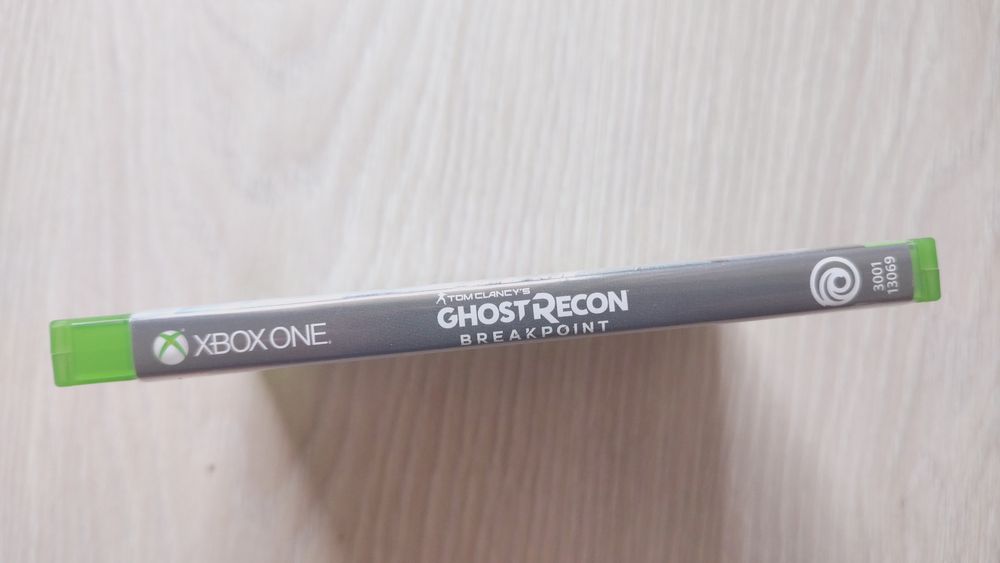 XBOX ONE
TOM CLANCY'S
GHOST RECON
BREAKPOINT
3001
13069